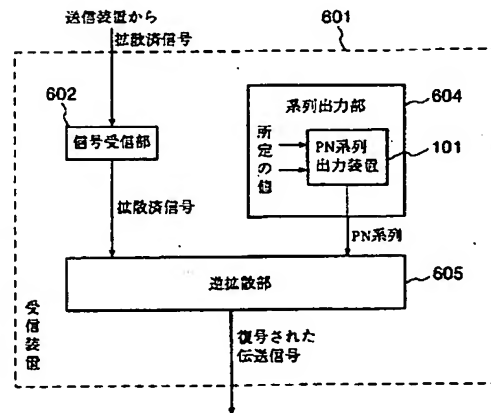 送信装置から
拡散済信号
601
602
信号受信部
系列出力部
604
所定の値
PN系列
出力装置
101
拡散済信号
PN系列
逆拡散部
605
受信装置
復号された
伝送信号